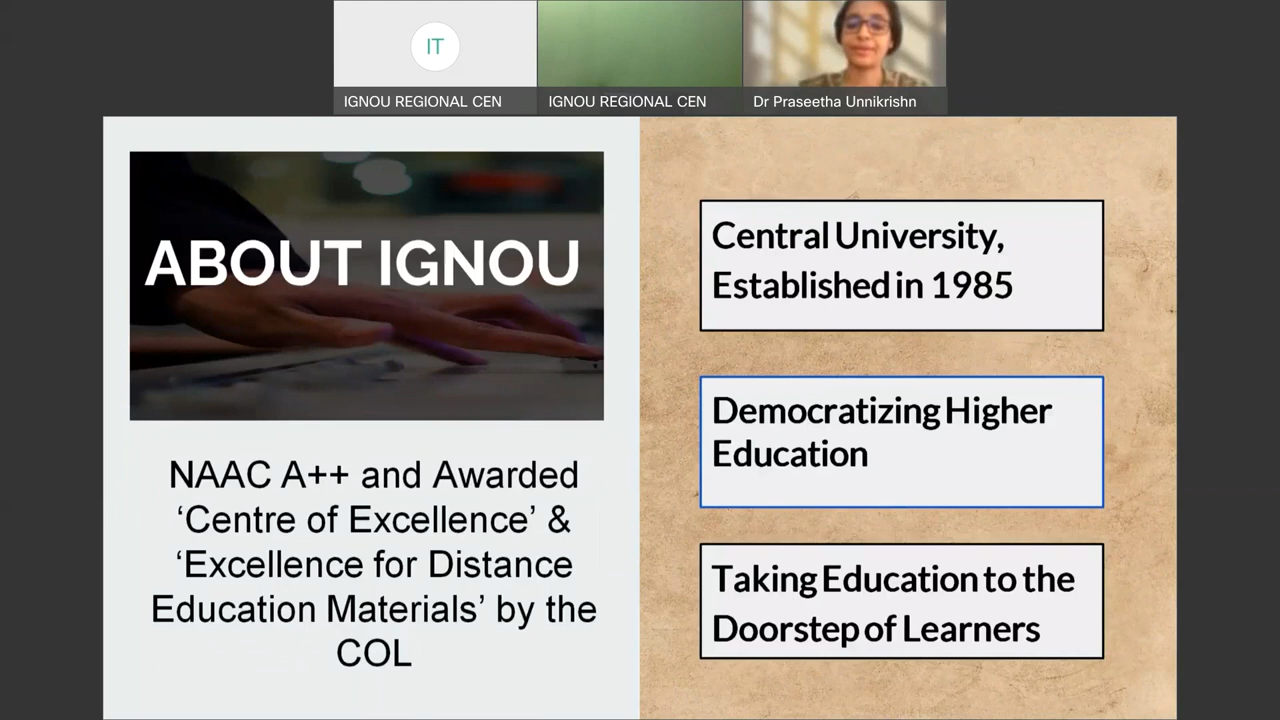 IT
IGNOU REGIONAL CEN
IGNOU REGIONAL CEN
Dr Praseetha Unnikrishn
ABOUT IGNOU
NAAC A++ and Awarded
‘Centre of Excellence’ &
‘Excellence for Distance
Education Materials’ by the
COL
Central University,
Established in 1985
Democratizing Higher
Education
Taking Education to the
Doorstep of Learners